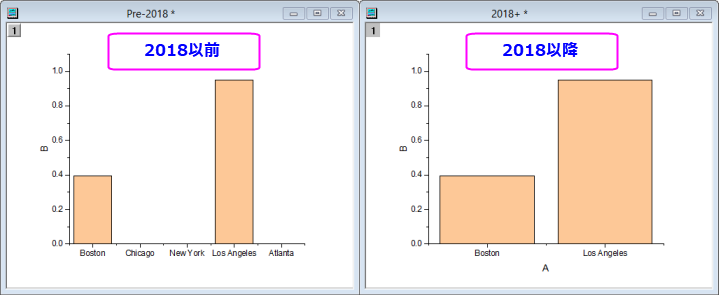 Pre-2018 *
1
2018以前
1.0
0.8
0.6
0.4
0.2
0.0
B
Boston Chicago New York Los Angeles Atlanta
2018+ *
1
2018以降
1.0
0.8
0.6
0.4
0.2
0.0
B
Boston Los Angeles
A